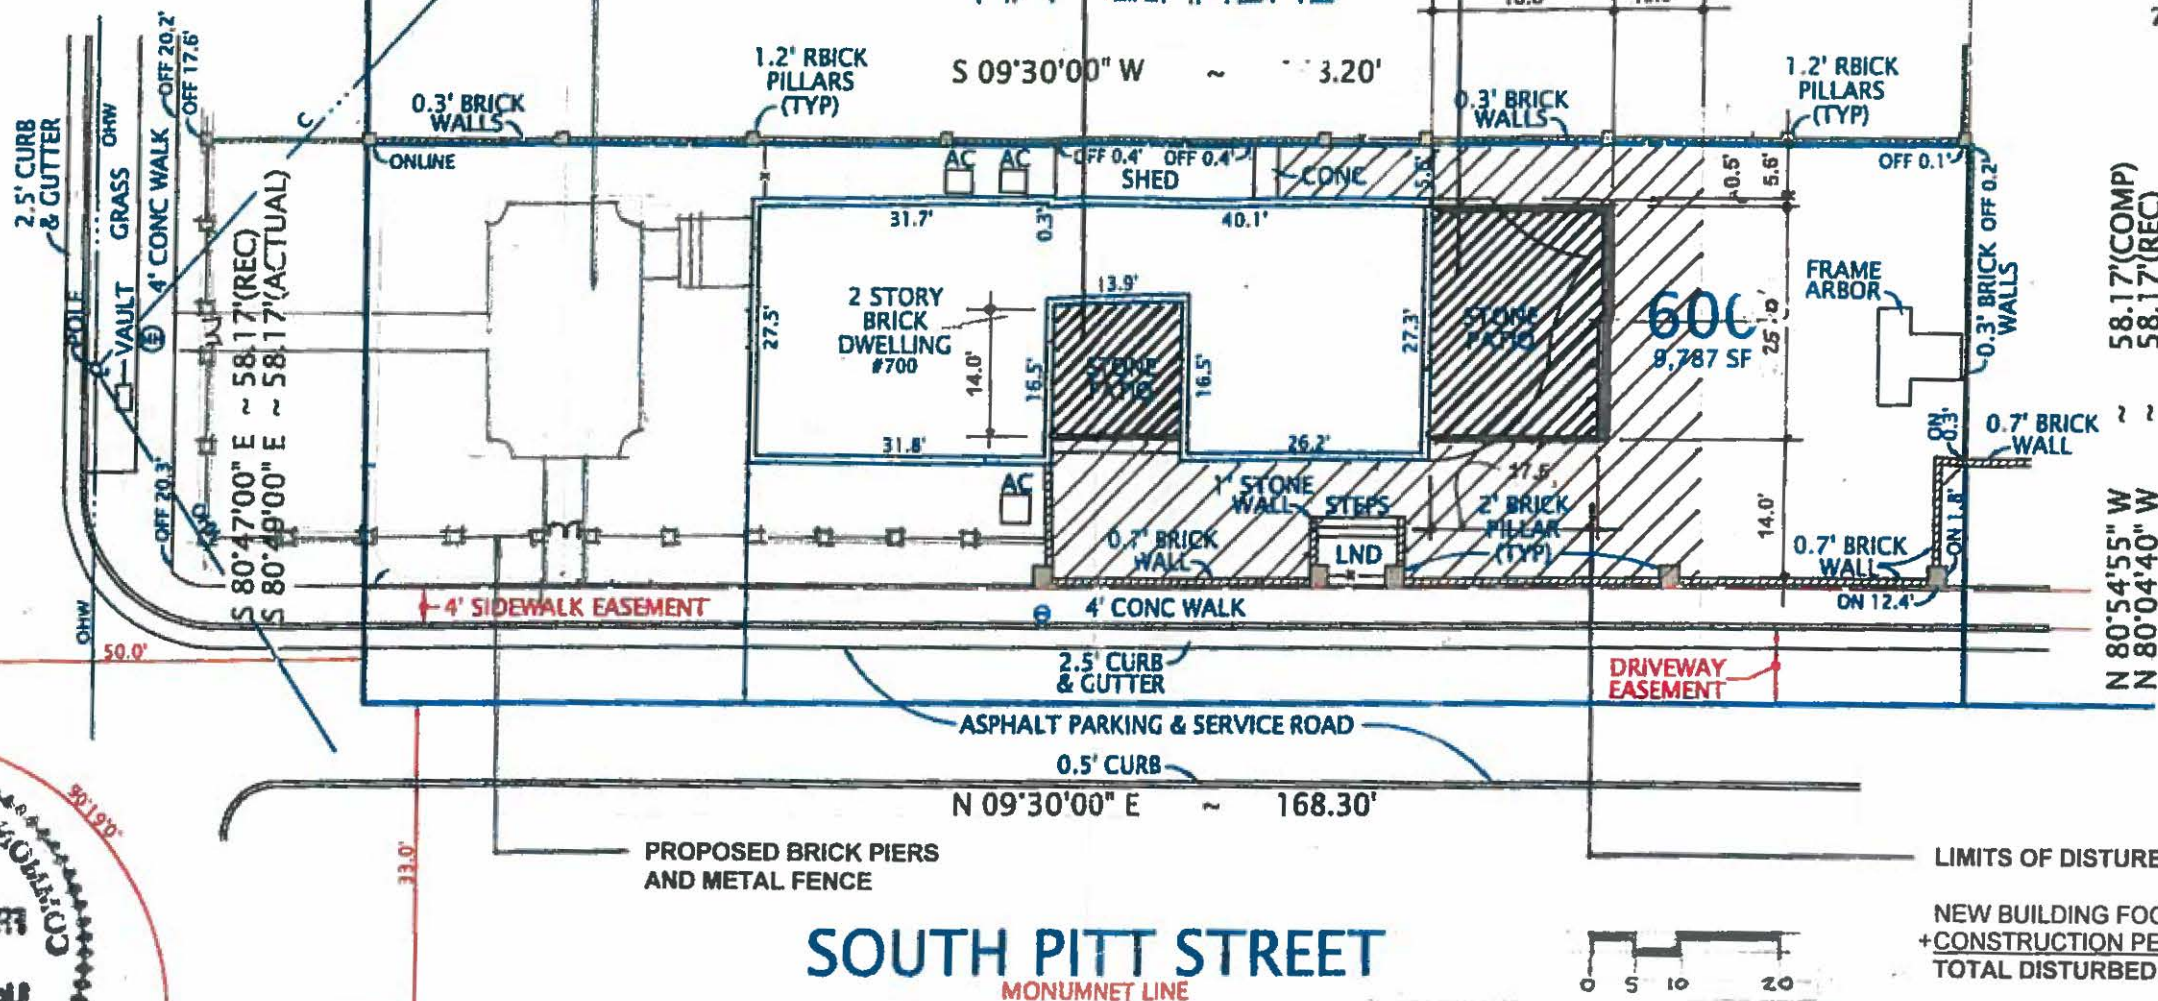 S 09°30'00" W ~ 3.20'
1.2' RBICK
PILLARS
(TYP)
1.2' RBICK
PILLARS
(TYP)
0.3' BRICK
WALLS
0.3' BRICK
WALLS
OFF 20.2'
OFF 17.6'
2.5' CURB
& GUTTER
OHW
GRASS
4' CONC WALK
C
ONLINE
AC
AC
OFF 0.4'
OFF 0.4'
SHED
CONC
5.6'
0.5'
5.6'
OFF 0.1'
OFF 0.2'
0.3' BRICK
WALLS
58.17'(COMP)
58.17'(REC)
31.7'
0.3'
40.1'
POLE
VAULT
E
S 80°47'00" E ~ 58.17'(REC)
S 80°49'00" E ~ 58.17'(ACTUAL)
27.5'
2 STORY
BRICK
DWELLING
#700
14.0'
13.9'
16.5'
STONE
PATIO
16.5'
27.3'
STONE
PATIO
600
9,787 SF
25'-0"
FRAME
ARBOR
31.8'
26.2'
ON
0.3'
0.7' BRICK
WALL
OFF 20.3'
AC
1' STONE
WALL
STEPS
17.5'
2' BRICK
PILLAR
(TYP)
14.0'
0.7' BRICK
WALL
LND
0.7' BRICK
WALL
ON 1.8'
ON 12.4'
N 80°54'55" W ~
N 80°04'40" W ~
OHW
4' SIDEWALK EASEMENT
4' CONC WALK
50.0'
2.5' CURB
& GUTTER
DRIVEWAY
EASEMENT
ASPHALT PARKING & SERVICE ROAD
0.5' CURB
N 09°30'00" E ~ 168.30'
90°19'0"
33.0'
PROPOSED BRICK PIERS
AND METAL FENCE
LIMITS OF DISTURB
NEW BUILDING FOO
+CONSTRUCTION PE
TOTAL DISTURBED
SOUTH PITT STREET
MONUMNET LINE
0 5 10 20